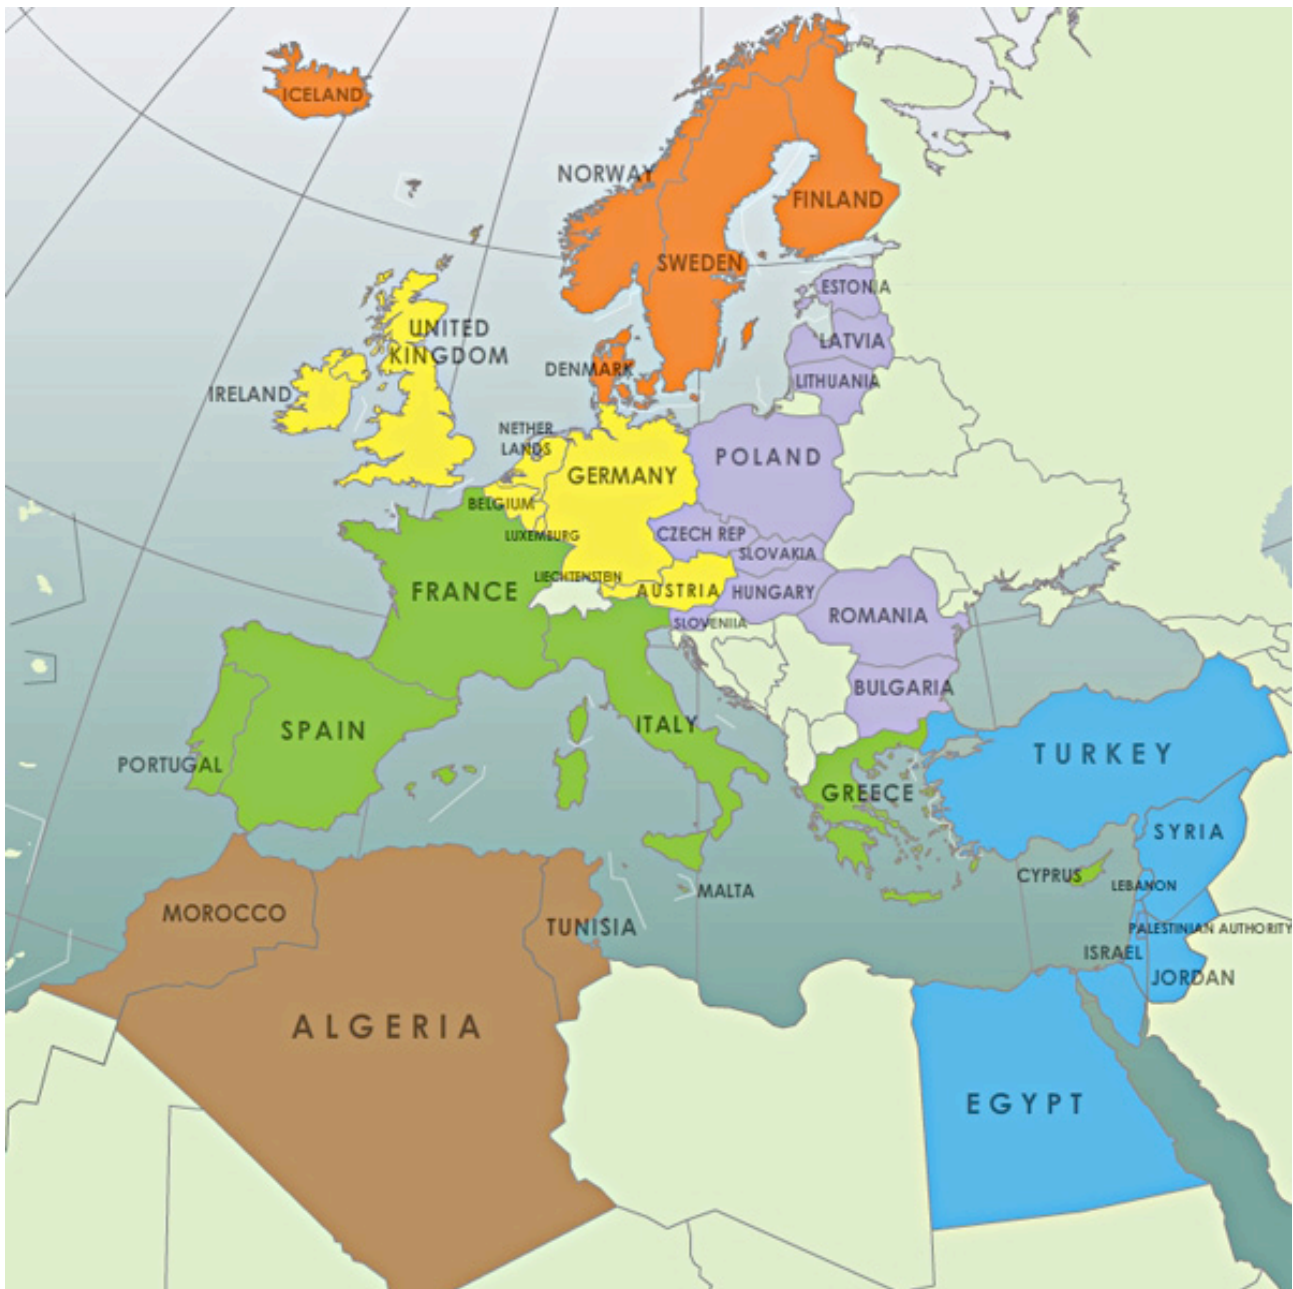 ICELAND
NORWAY
FINLAND
SWEDEN
ESTONIA
UNITED
KINGDOM
LATVIA
DENMARK
LITHUANIA
IRELAND
NETHER
LANDS
POLAND
GERMANY
BELGIUM
LUXEMBURG
CZECH REP
SLOVAKIA
LIECHTENSTEIN
FRANCE
AUSTRIA
HUNGARY
ROMANIA
SLOVENIIA
BULGARIA
SPAIN
ITALY
PORTUGAL
TURKEY
GREECE
SYRIA
CYPRUS
LEBANON
MALTA
MOROCCO
TUNISIA
PALESTINIAN AUTHORITY
ISRAEL
JORDAN
ALGERIA
EGYPT